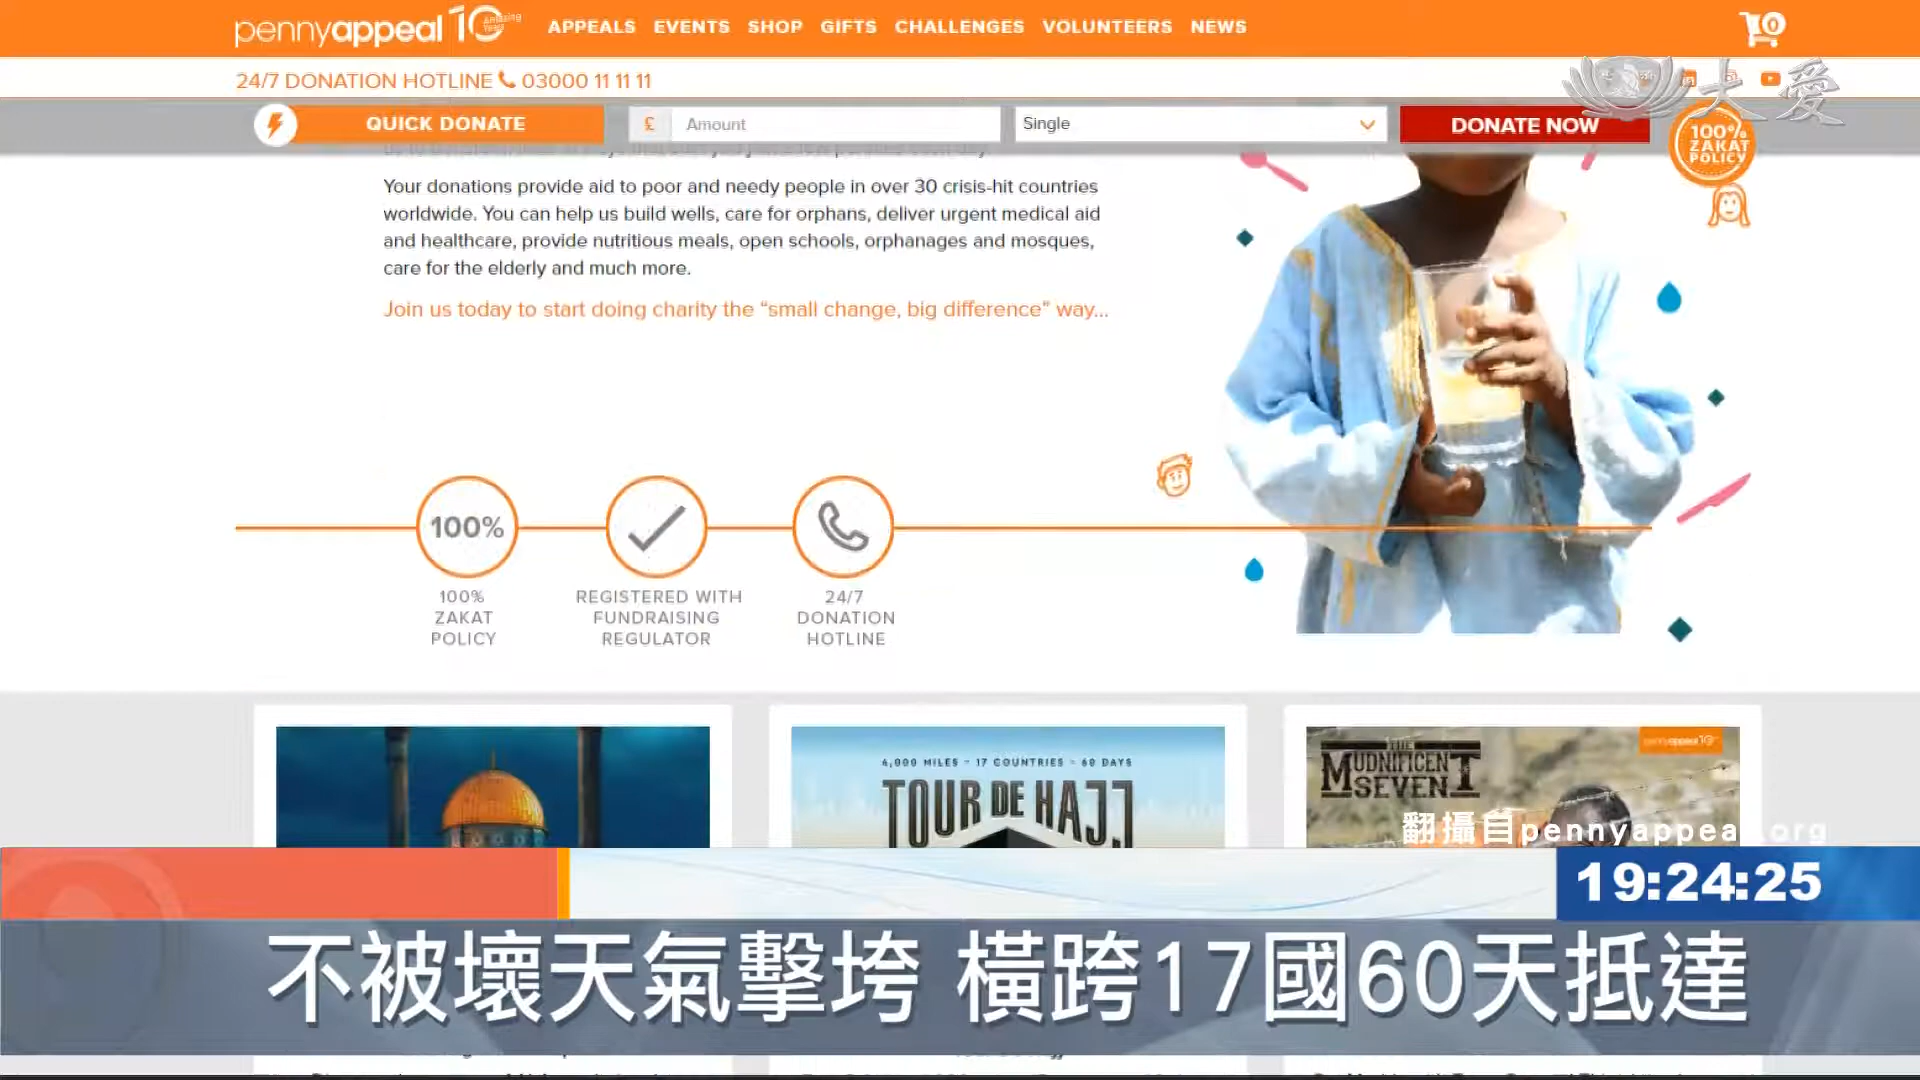 pennyappeal 10 Amazing Years
APPEALS EVENTS SHOP GIFTS CHALLENGES VOLUNTEERS NEWS
0
24/7 DONATION HOTLINE 03000 11 11 11
大愛
QUICK DONATE
£ Amount
Single
DONATE NOW
100%
ZAKAT
POLICY
Your donations provide aid to poor and needy people in over 30 crisis-hit countries
worldwide. You can help us build wells, care for orphans, deliver urgent medical aid
and healthcare, provide nutritious meals, open schools, orphanages and mosques,
care for the elderly and much more.
Join us today to start doing charity the “small change, big difference” way...
100%
100%
ZAKAT
POLICY
REGISTERED WITH
FUNDRAISING
REGULATOR
24/7
DONATION
HOTLINE
4,000 MILES - 17 COUNTRIES - 60 DAYS
TOUR DE HAJJ
THE
MUDNIFICENT
SEVEN
pennyappeal10
翻攝自pennyappeal.org
19:24:25
不被壞天氣擊垮 橫跨17國60天抵達